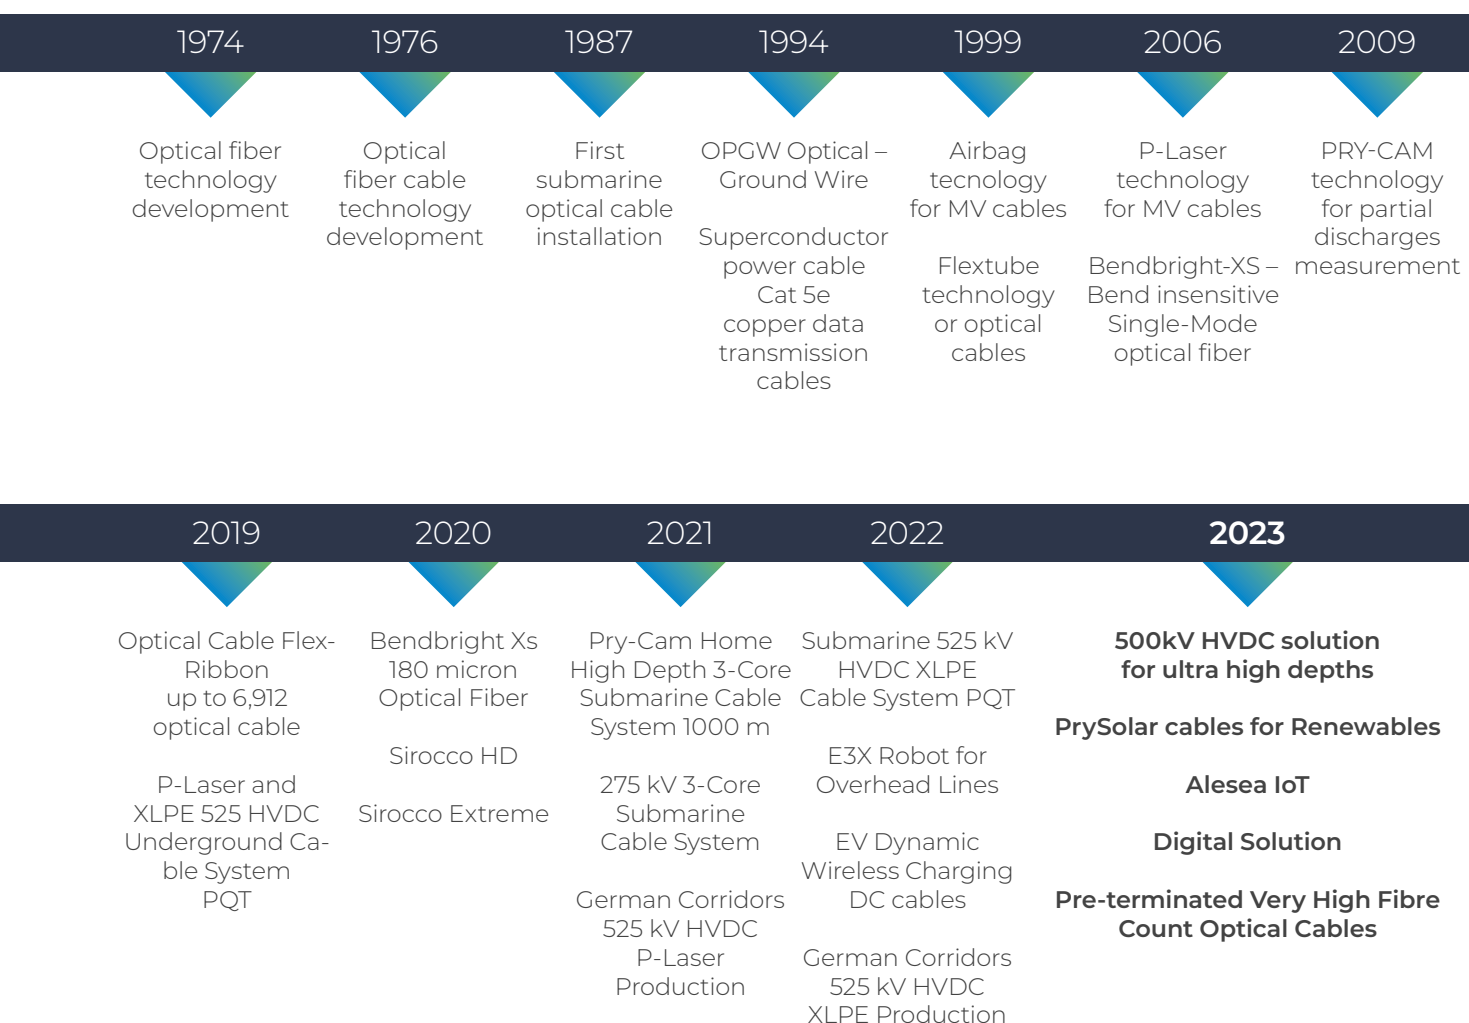 1974
Optical fiber
technology
development
1976
Optical
fiber cable
technology
development
1987
First
submarine
optical cable
installation
1994
OPGW Optical –
Ground Wire
Superconductor
power cable
Cat 5e
copper data
transmission
cables
1999
Airbag
tecnology
for MV cables
Flextube
technology
or optical
cables
2006
P-Laser
technology
for MV cables
Bendbright-XS –
Bend insensitive
Single-Mode
optical fiber
2009
PRY-CAM
technology
for partial
discharges
measurement
2019
Optical Cable Flex-
Ribbon
up to 6,912
optical cable
P-Laser and
XLPE 525 HVDC
Underground Ca-
ble System
PQT
2020
Bendbright Xs
180 micron
Optical Fiber
Sirocco HD
Sirocco Extreme
2021
Pry-Cam Home
High Depth 3-Core
Submarine Cable
System 1000 m
275 kV 3-Core
Submarine
Cable System
German Corridors
525 kV HVDC
P-Laser
Production
2022
Submarine 525 kV
HVDC XLPE
Cable System PQT
E3X Robot for
Overhead Lines
EV Dynamic
Wireless Charging
DC cables
German Corridors
525 kV HVDC
XLPE Production
2023
500kV HVDC solution
for ultra high depths
PrySolar cables for Renewables
Alesea IoT
Digital Solution
Pre-terminated Very High Fibre
Count Optical Cables